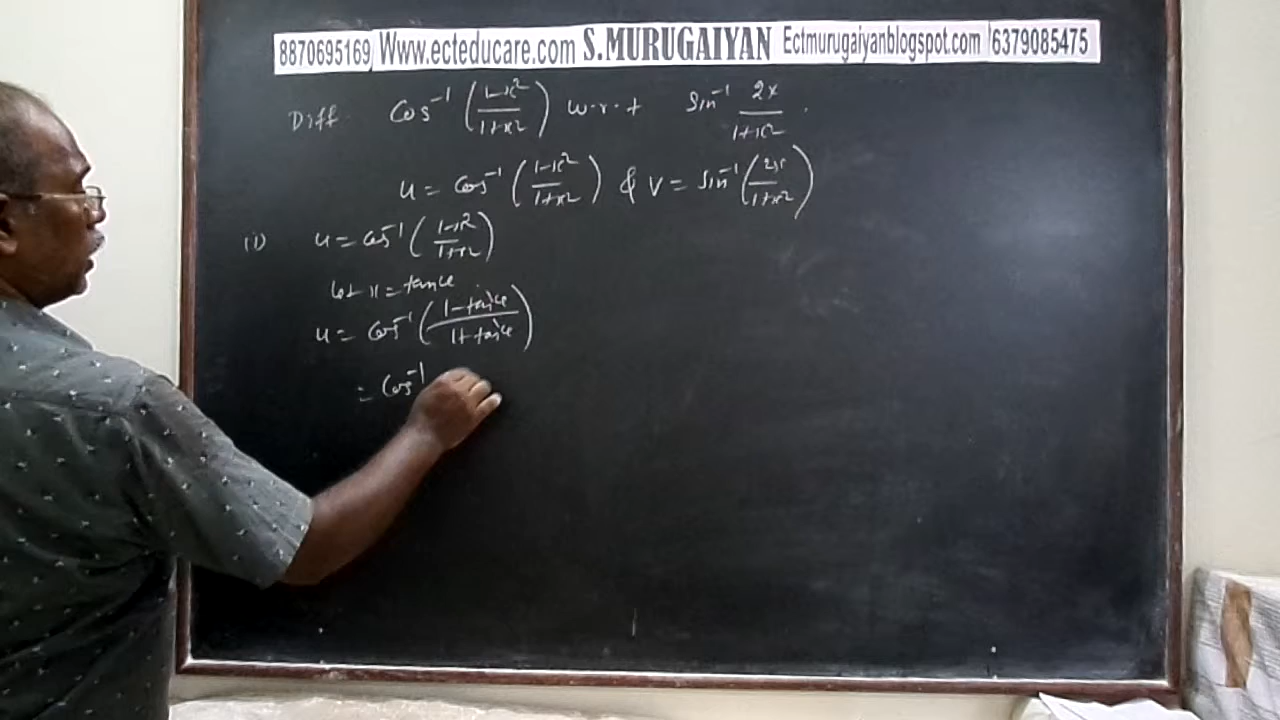 8870695169 Www.ecteducare.com S.MURUGAIYAN Ectmurugaiyanblogspot.com 6379085475
Diff. Cos⁻¹ (1-x²/1+x²) w.r.t Sin⁻¹ 2x/1+x².
u = cos⁻¹ (1-x²/1+x²) & v = sin⁻¹ (2x/1+x²)
(i) u = cos⁻¹ (1-x²/1+x²)
let x = tanθ
u = cos⁻¹ (1-tan²θ/1+tan²θ)
= cos⁻¹